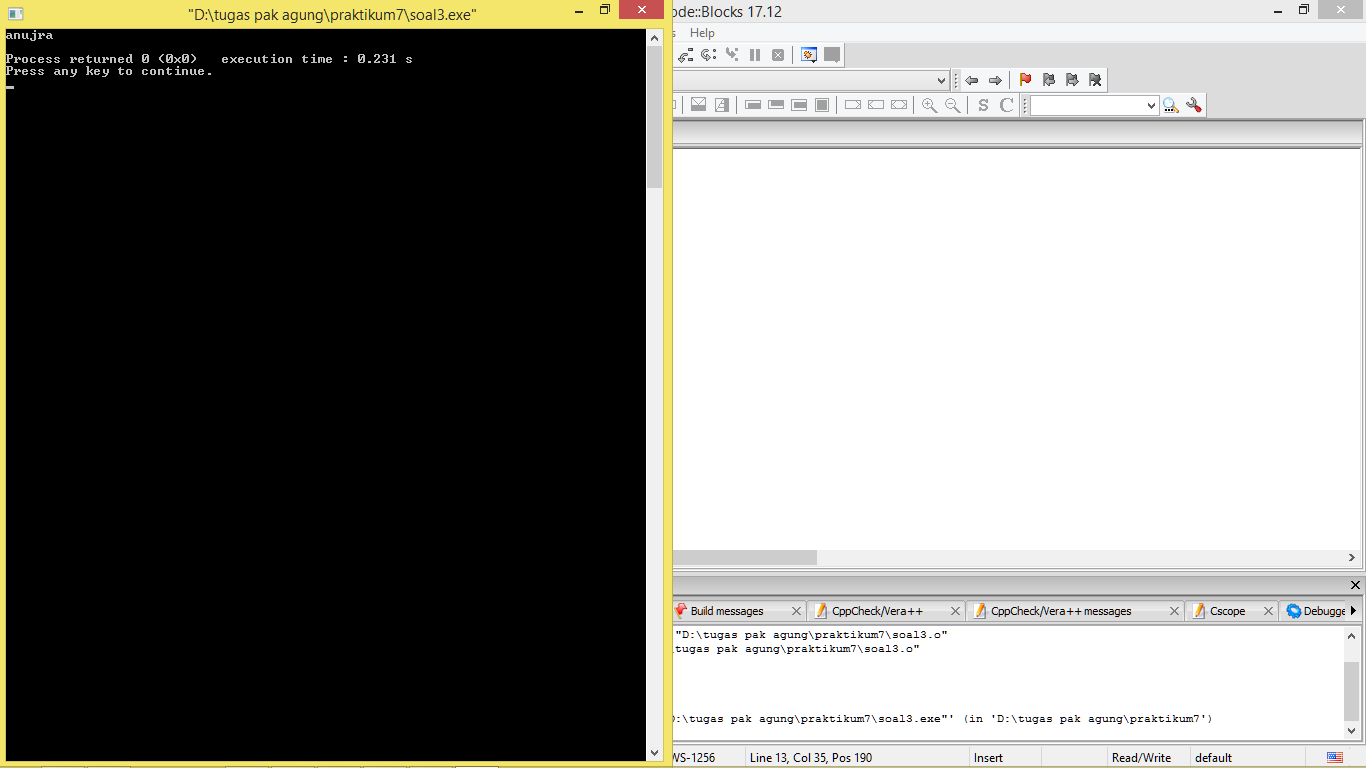 "D:\tugas pak agung\praktikum7\soal3.exe"
anujra
Process returned 0 (0x0)   execution time : 0.231 s
Press any key to continue.
ode::Blocks 17.12
s Help
S C
Build messages
CppCheck/Vera++
CppCheck/Vera++ messages
Cscope
Debugge
"D:\tugas pak agung\praktikum7\soal3.o"
\tugas pak agung\praktikum7\soal3.o"
D:\tugas pak agung\praktikum7\soal3.exe"' (in 'D:\tugas pak agung\praktikum7')
WS-1256
Line 13, Col 35, Pos 190
Insert
Read/Write
default